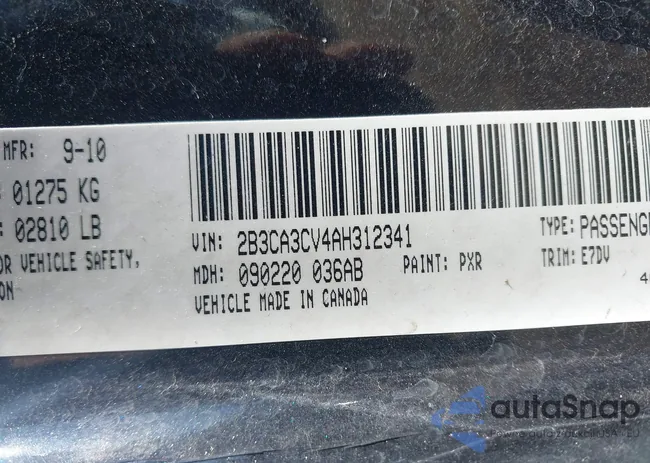 MFR: 9-10
01275 KG
02810 LB
OR VEHICLE SAFETY,
ON
VIN: 2B3CA3CV4AH312341
TYPE: PASSENG
MDH: 090220 036AB
PAINT: PXR
TRIM: E7DV
VEHICLE MADE IN CANADA
autoSnap